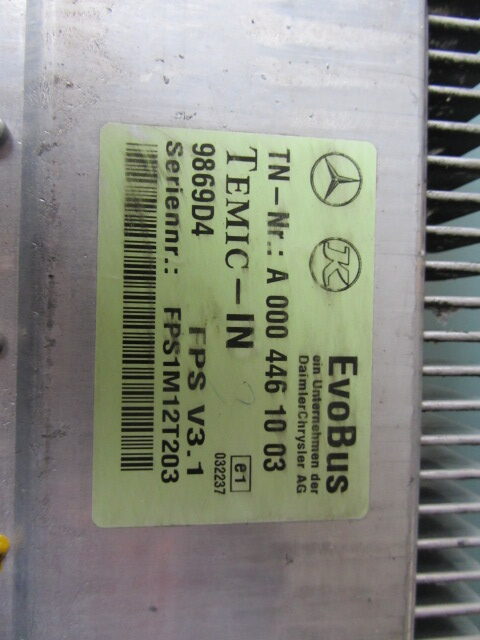 EvoBus
ein Unternehmen der
DaimlerChrysler AG
TN-Nr.: A 000 446 10 03
TEMIC-IN
e1
032237
9869D4 FPS V3.1
Seriennr.: FPS1M12T203